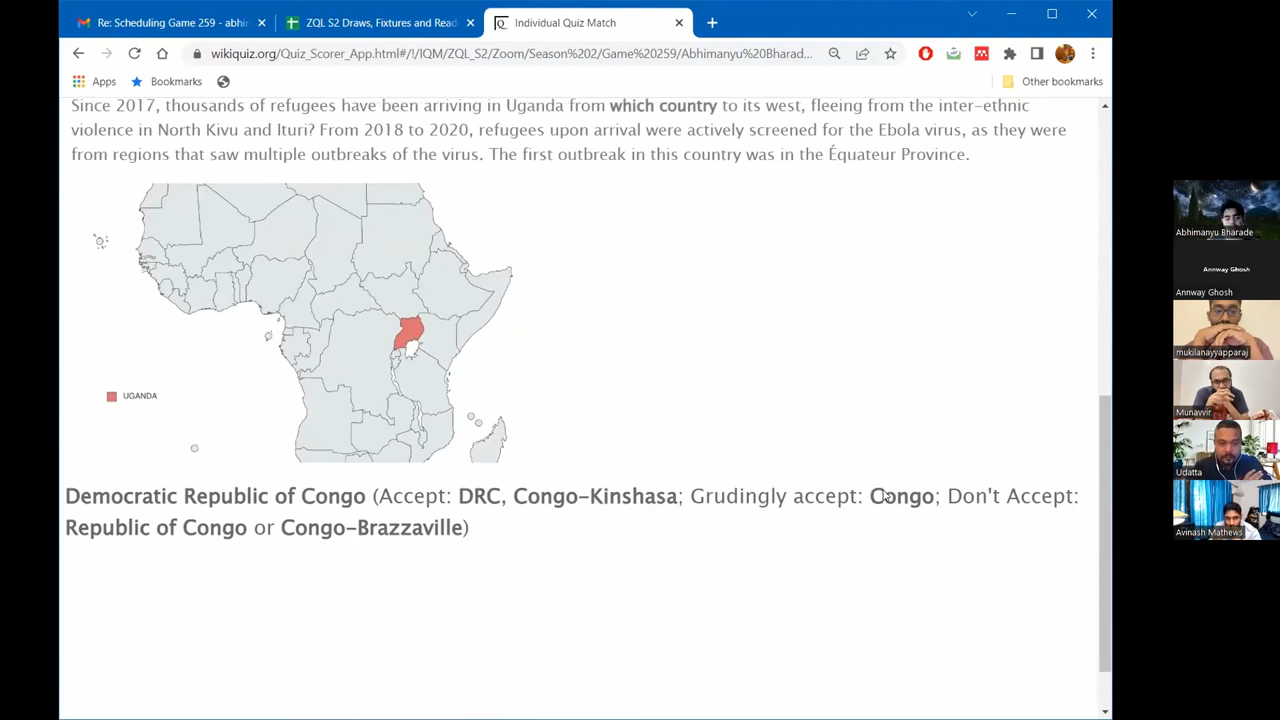 Re: Scheduling Game 259 - abhir
ZQL S2 Draws, Fixtures and Read
Individual Quiz Match
wikiquiz.org/Quiz_Scorer_App.html#/!/IQM/ZQL_S2/Zoom/Season%202/Game%20259/Abhimanyu%20Bharad...
Apps
Bookmarks
Other bookmarks
Since 2017, thousands of refugees have been arriving in Uganda from which country to its west, fleeing from the inter-ethnic
violence in North Kivu and Ituri? From 2018 to 2020, refugees upon arrival were actively screened for the Ebola virus, as they were
from regions that saw multiple outbreaks of the virus. The first outbreak in this country was in the Équateur Province.
UGANDA
Democratic Republic of Congo (Accept: DRC, Congo-Kinshasa; Grudingly accept: Congo; Don't Accept:
Republic of Congo or Congo-Brazzaville)
Abhimanyu Bharade
Annway Ghosh
Annway Ghosh
mukilanayyapparaj
Munavvir
Udatta
Avinash Mathews